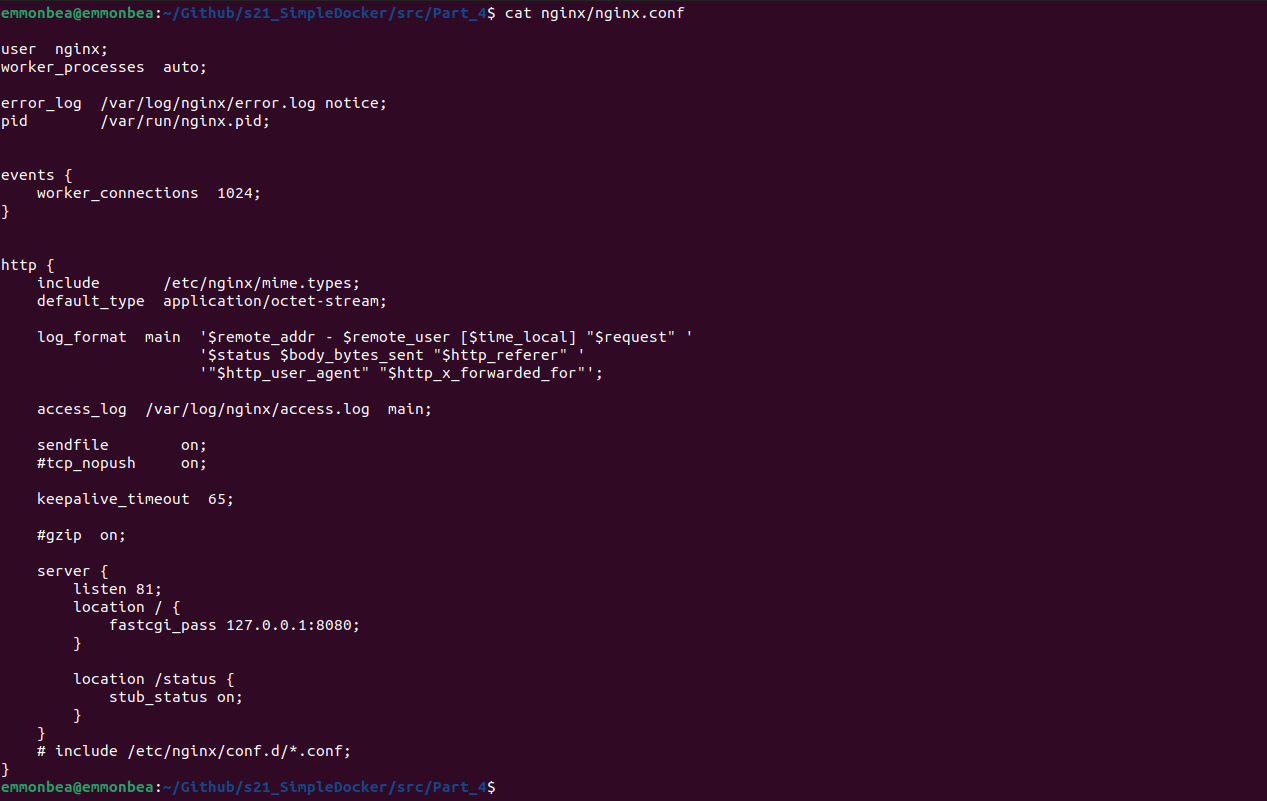 emmonbea@emmonbea:~/Github/s21_SimpleDocker/src/Part_4$ cat nginx/nginx.conf

user  nginx;
worker_processes  auto;

error_log  /var/log/nginx/error.log notice;
pid        /var/run/nginx.pid;


events {
    worker_connections  1024;
}


http {
    include       /etc/nginx/mime.types;
    default_type  application/octet-stream;

    log_format  main  '$remote_addr - $remote_user [$time_local] "$request" '
                      '$status $body_bytes_sent "$http_referer" '
                      '"$http_user_agent" "$http_x_forwarded_for"';

    access_log  /var/log/nginx/access.log  main;

    sendfile        on;
    #tcp_nopush     on;

    keepalive_timeout  65;

    #gzip  on;

    server {
        listen 81;
        location / {
            fastcgi_pass 127.0.0.1:8080;
        }

        location /status {
            stub_status on;
        }
    }
    # include /etc/nginx/conf.d/*.conf;
}
emmonbea@emmonbea:~/Github/s21_SimpleDocker/src/Part_4$